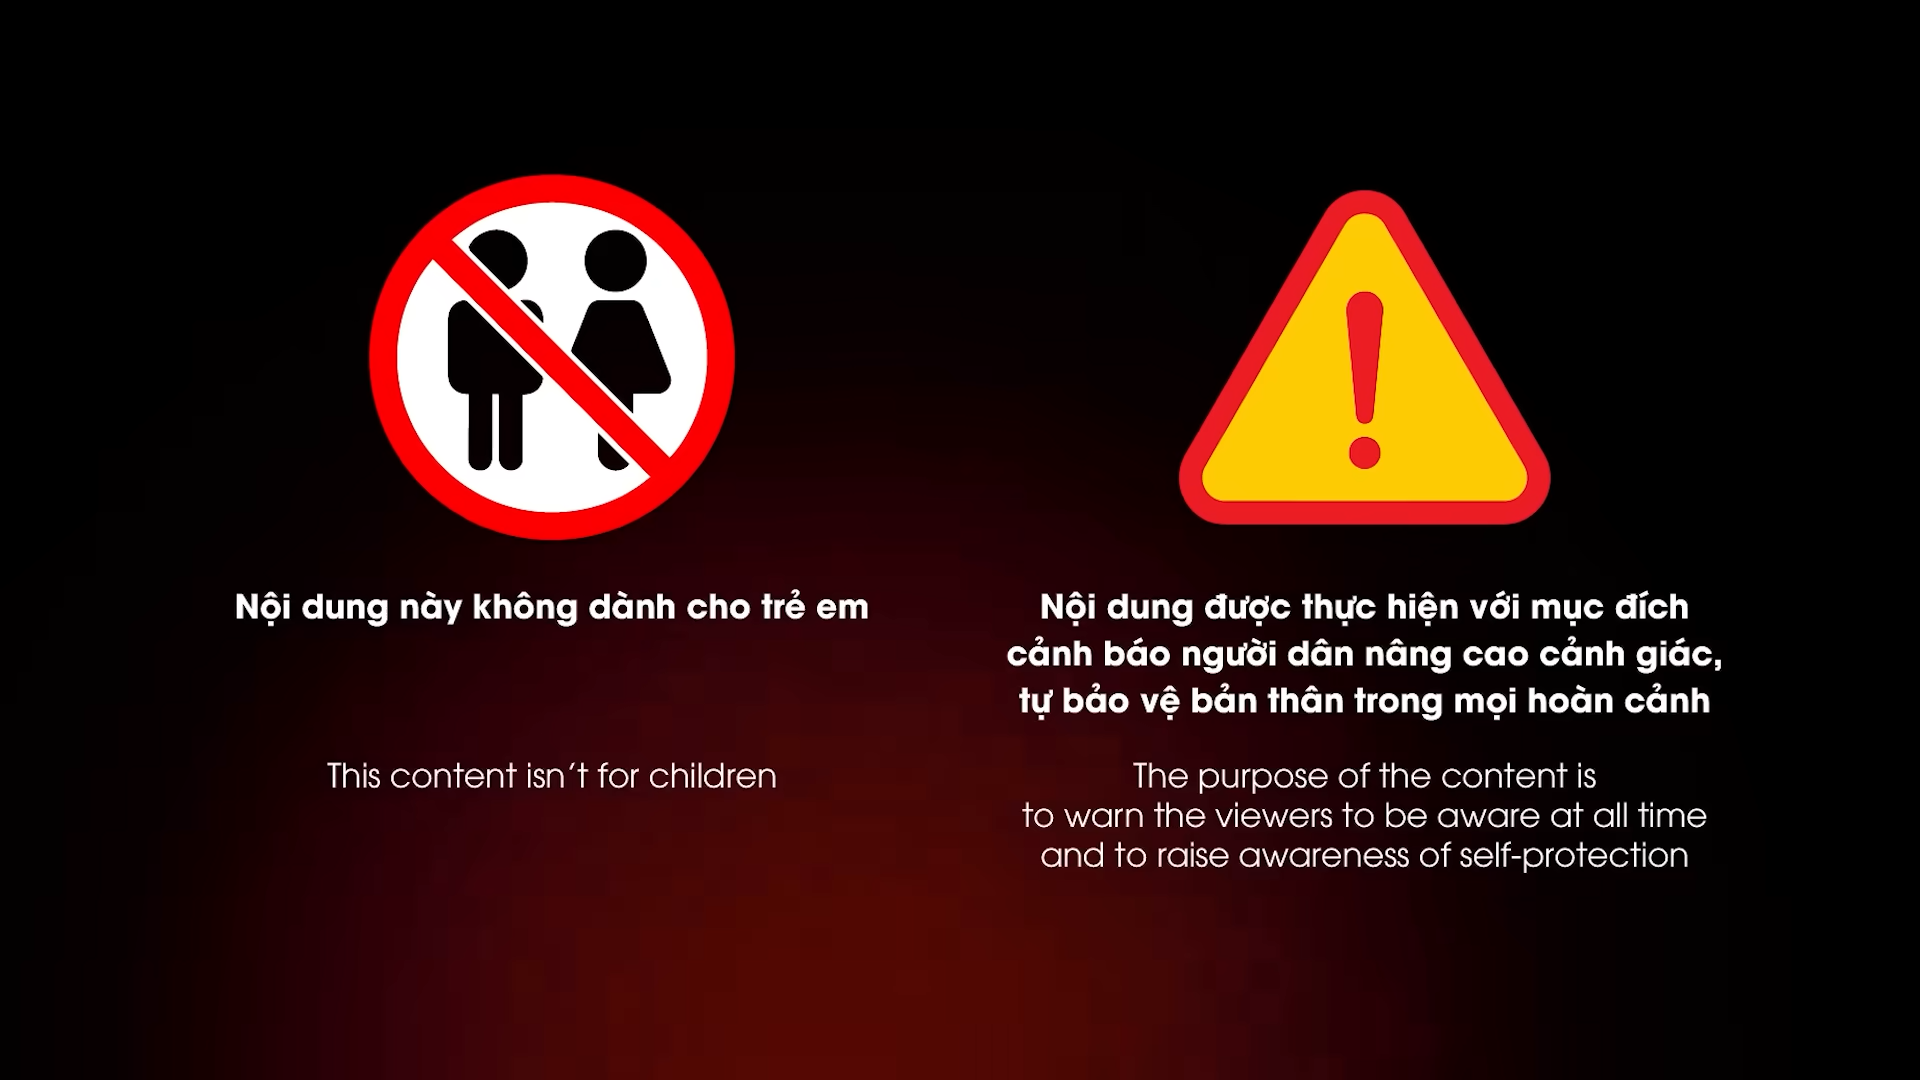 Nội dung này không dành cho trẻ em
This content isn't for children
Nội dung được thực hiện với mục đích
cảnh báo người dân nâng cao cảnh giác,
tự bảo vệ bản thân trong mọi hoàn cảnh
The purpose of the content is
to warn the viewers to be aware at all time
and to raise awareness of self-protection